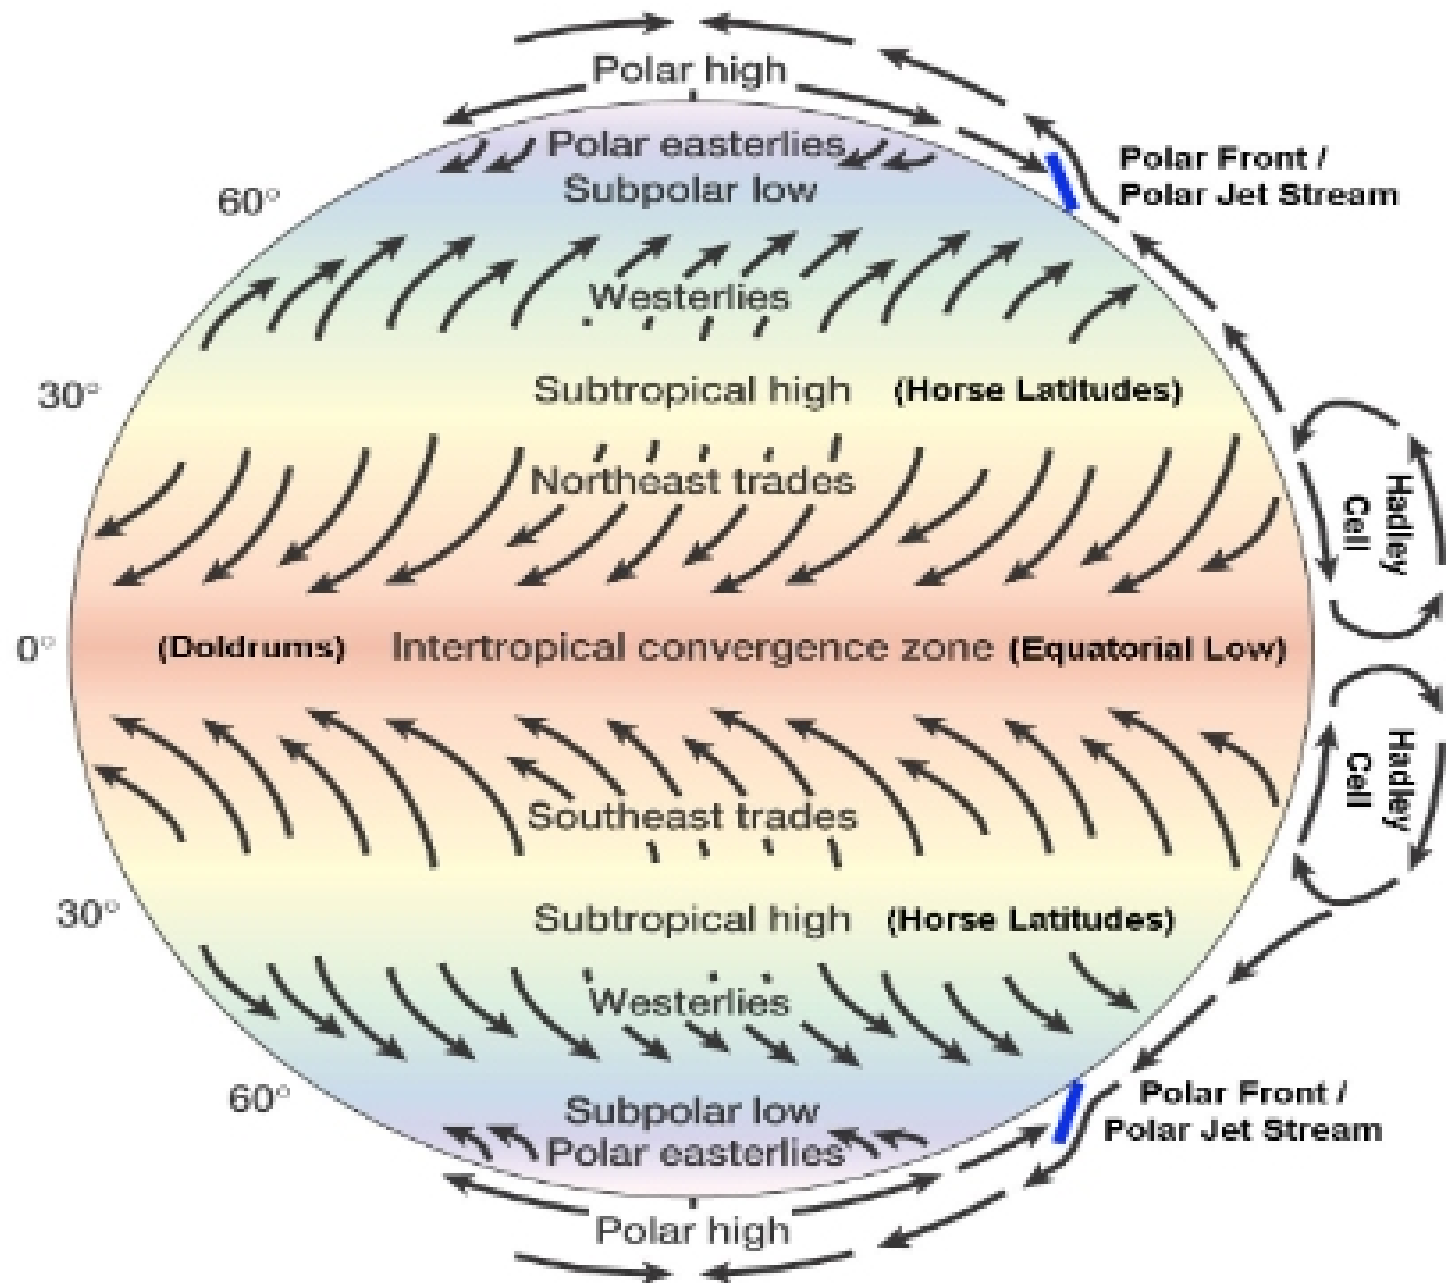 Polar high
Polar easterlies
Polar Front /
Polar Jet Stream
60°
Subpolar low
Westerlies
30°
Subtropical high (Horse Latitudes)
Northeast trades
Hadley
Cell
0°
(Doldrums) Intertropical convergence zone (Equatorial Low)
Hadley
Cell
Southeast trades
30°
Subtropical high (Horse Latitudes)
Westerlies
60°
Subpolar low
Polar Front /
Polar Jet Stream
Polar easterlies
Polar high